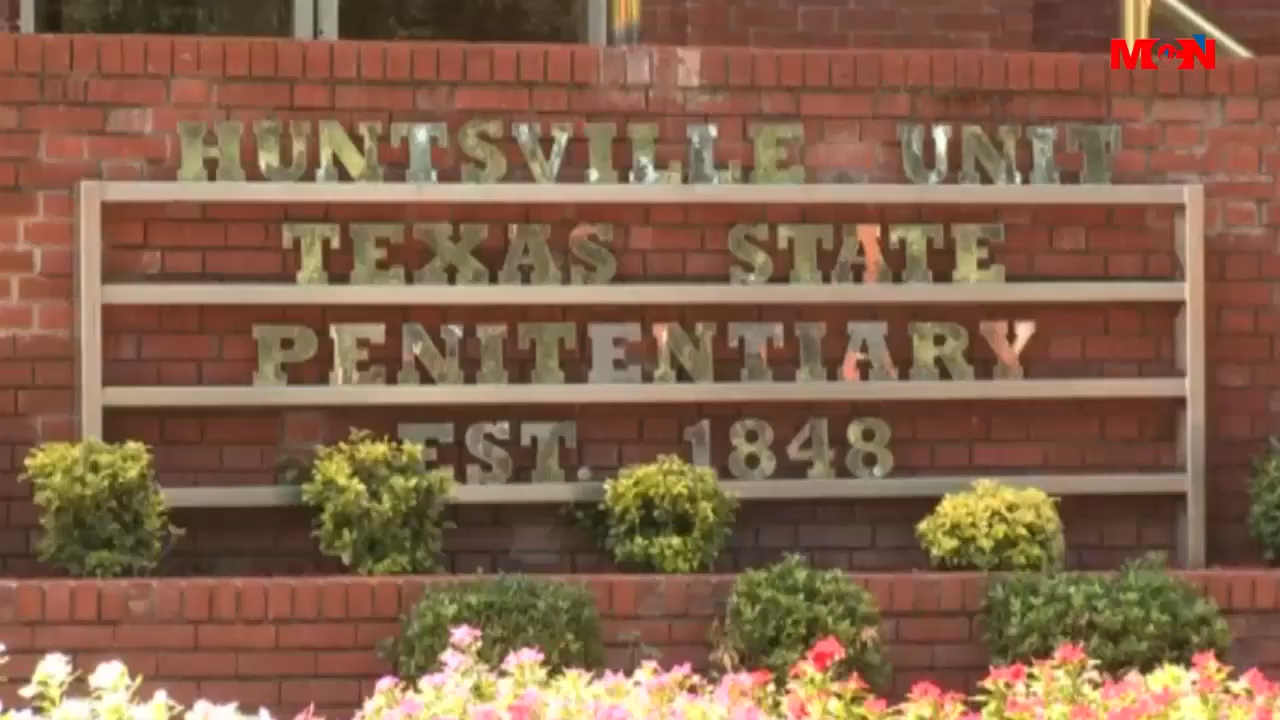 MON
HUNTSVILLE UNIT
TEXAS STATE
PENITENTIARY
EST. 1848